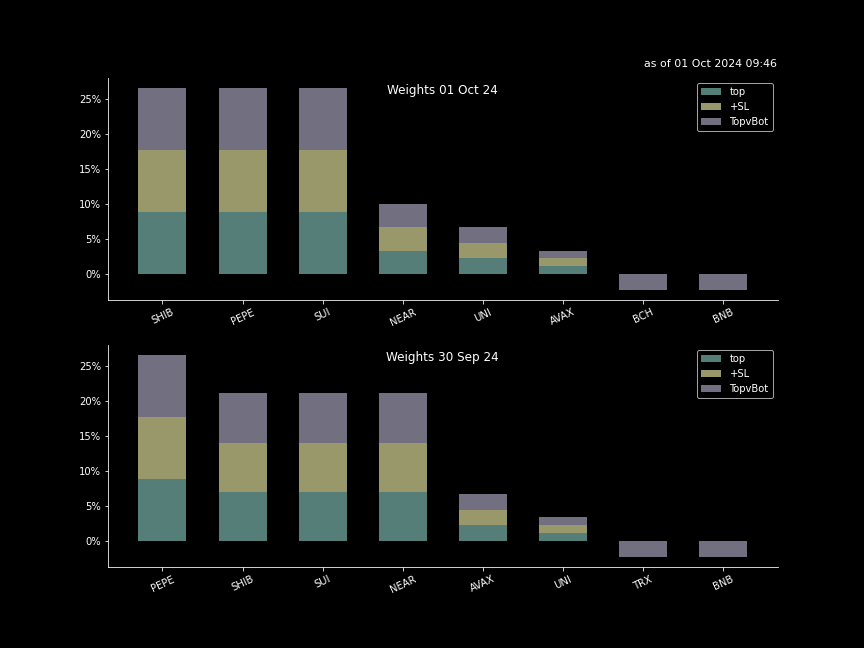 as of 01 Oct 2024 09:46
Weights 01 Oct 24
top
+SL
TopvBot
25%
20%
15%
10%
5%
0%
SHIB PEPE SUI NEAR UNI AVAX BCH BNB
Weights 30 Sep 24
top
+SL
TopvBot
25%
20%
15%
10%
5%
0%
PEPE SHIB SUI NEAR AVAX UNI TRX BNB